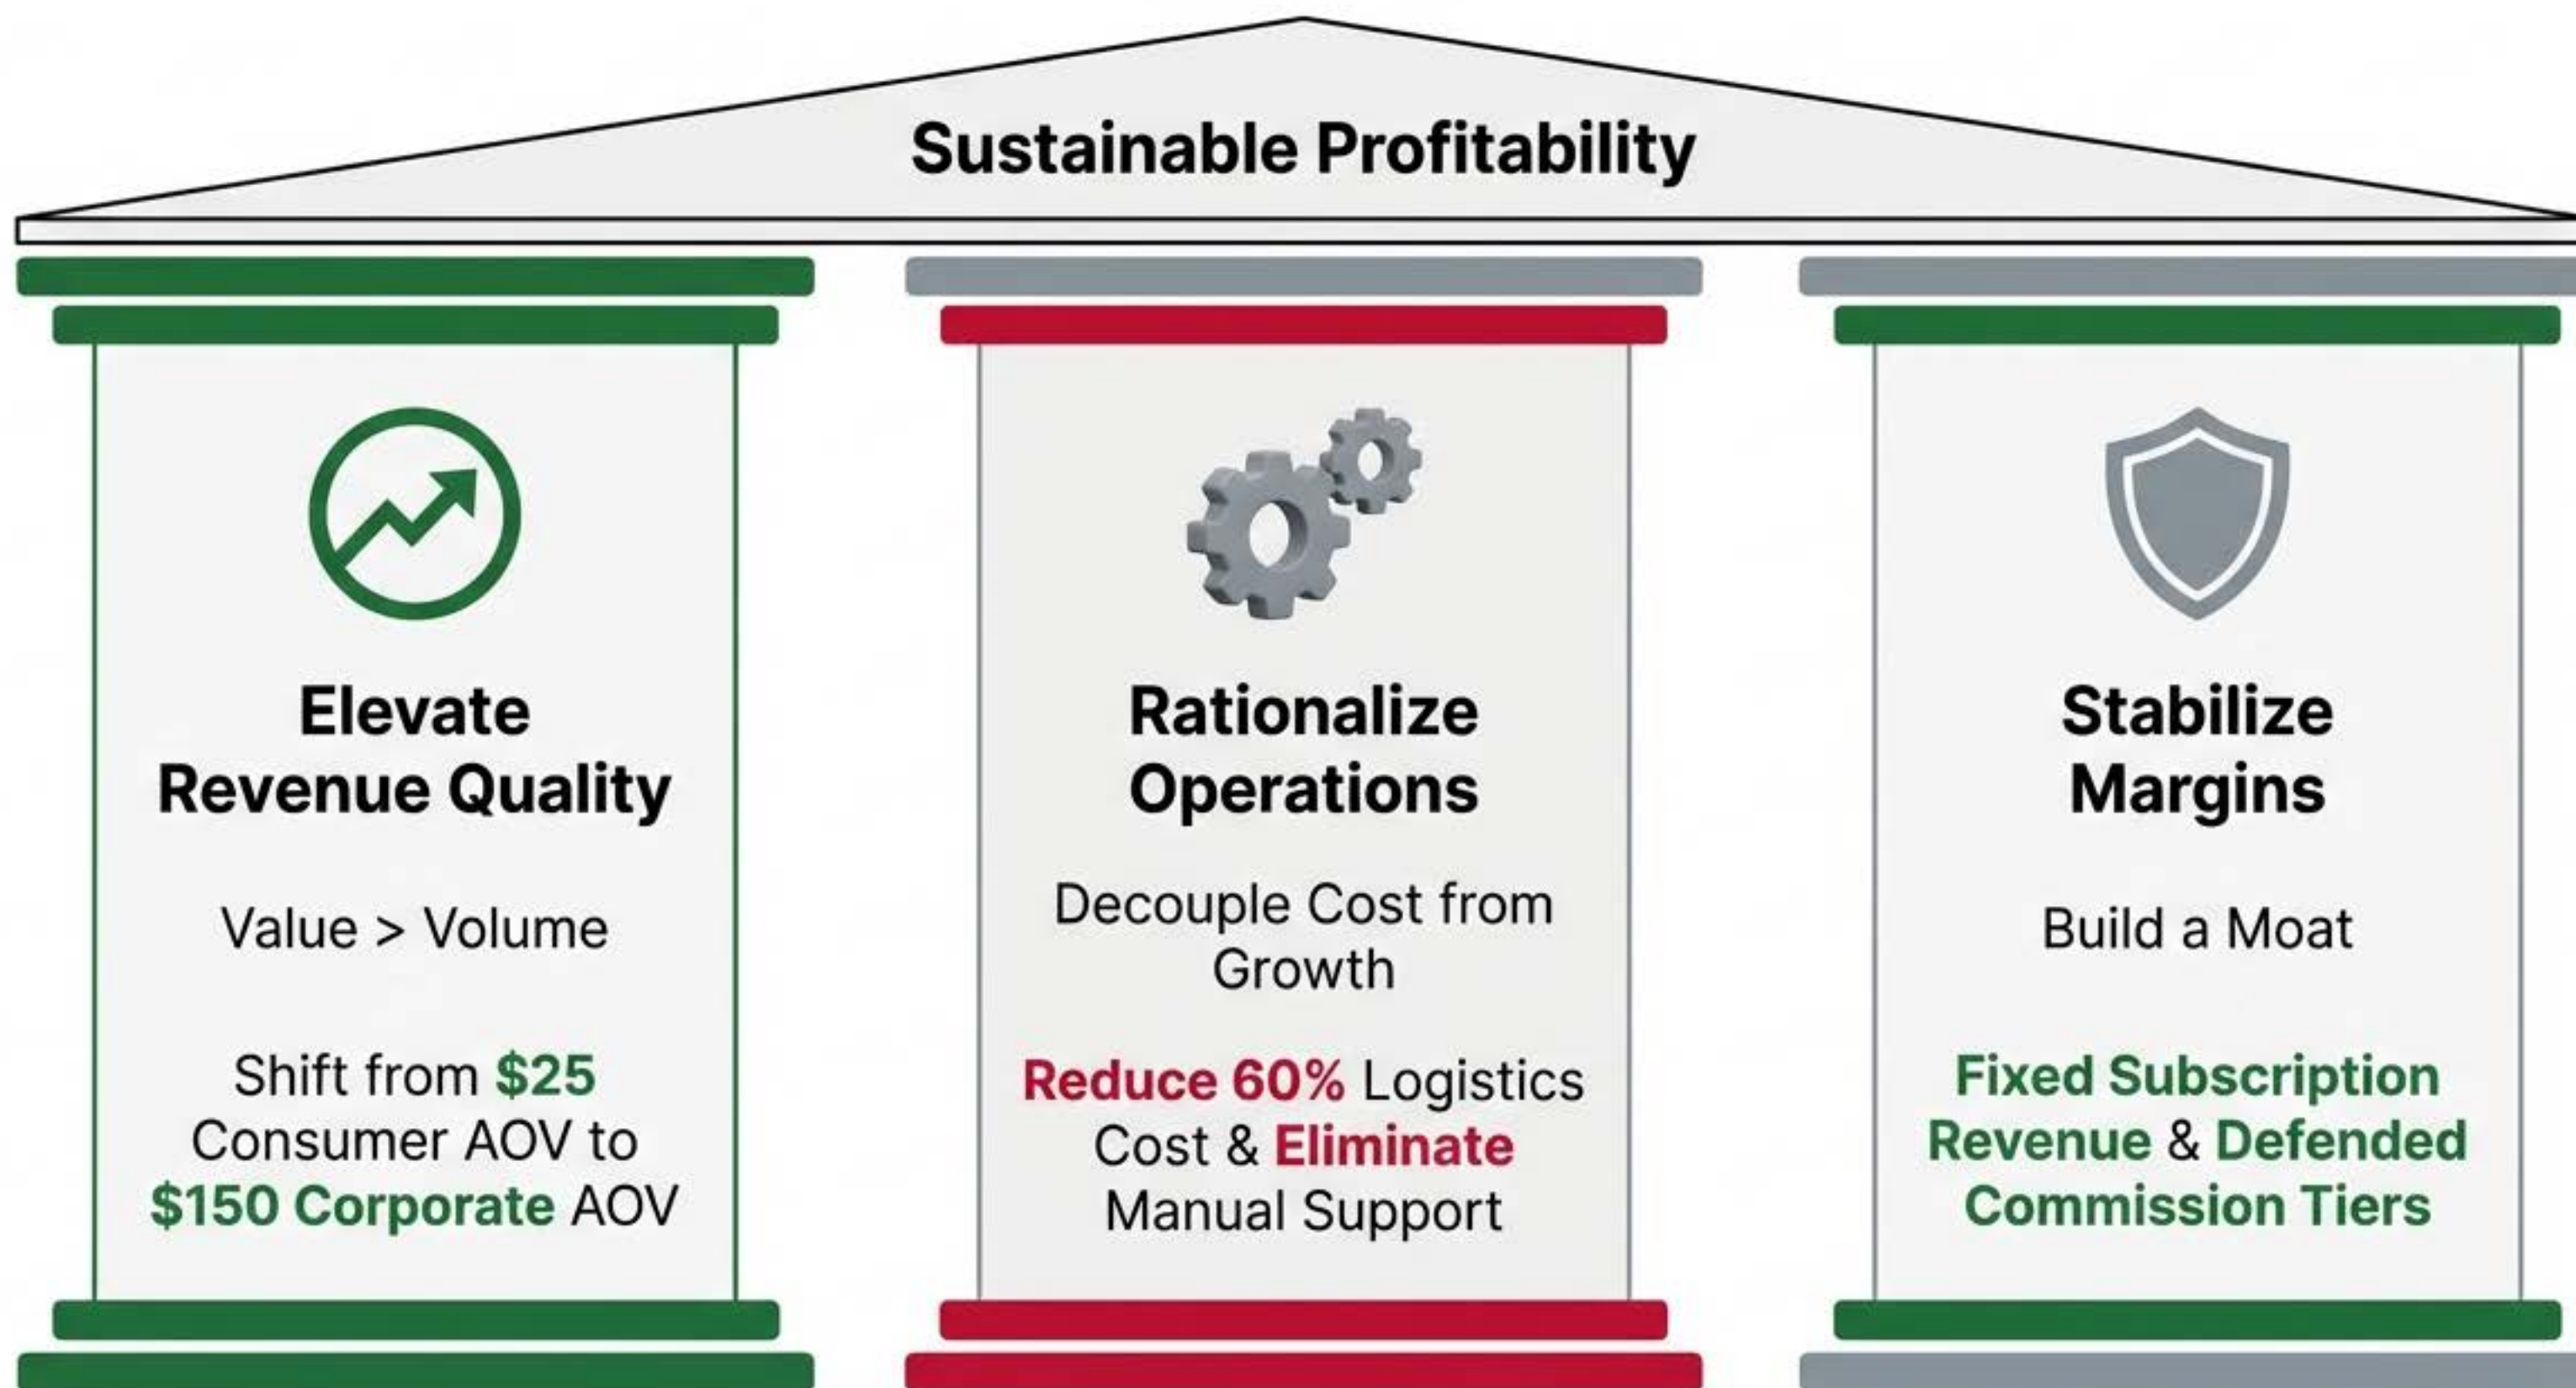 Sustainable Profitability
Elevate
Revenue Quality
Value > Volume
Shift from $25
Consumer AOV to
$150 Corporate AOV
Rationalize
Operations
Decouple Cost from
Growth
Reduce 60% Logistics
Cost & Eliminate
Manual Support
Stabilize
Margins
Build a Moat
Fixed Subscription
Revenue & Defended
Commission Tiers